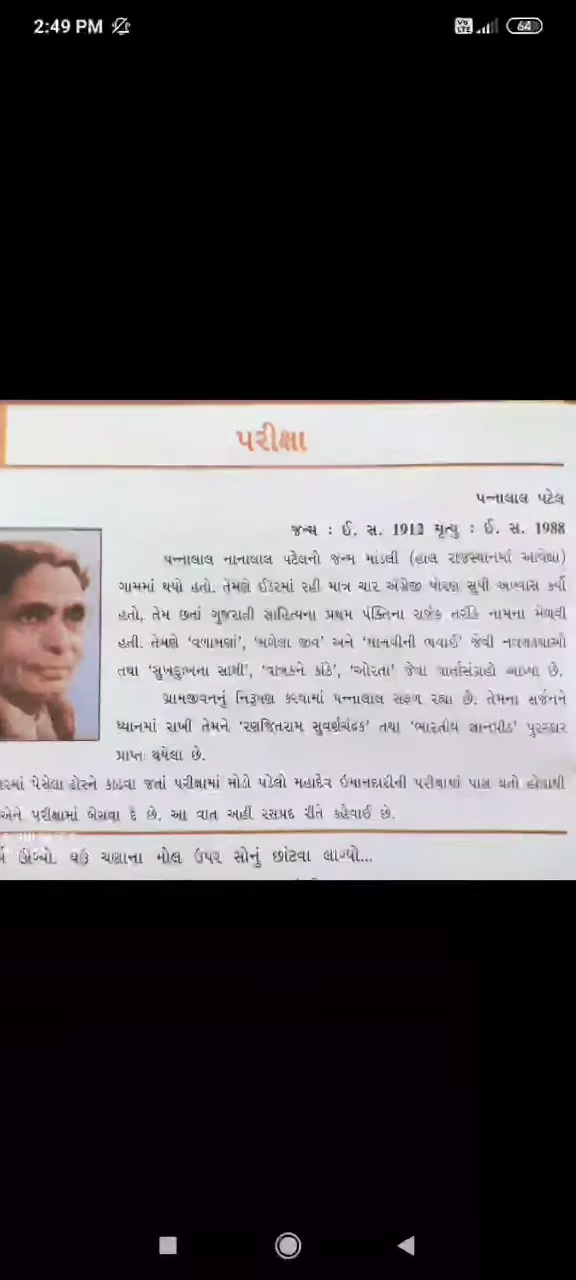 2:49 PM
Vo LTE
64
પરીક્ષા
પન્નાલાલ પટેલ
જન્મ : ઈ. સ. 1912 મૃત્યુ : ઈ. સ. 1988
પન્નાલાલ નાનાલાલ પટેલનો જન્મ માંડલી (હાલ રાજસ્થાનમાં આવેલા)
ગામમાં થયો હતો. તેમણે ઈડરમાં રહી માત્ર ચાર અંગ્રેજી ધોરણ સુધી અભ્યાસ કર્યો
હતો, તેમ છતાં ગુજરાતી સાહિત્યના પ્રથમ પંક્તિના સર્જક તરીકે નામના મેળવી
હતી. તેમણે 'વળામણાં', 'મળેલા જીવ' અને 'માનવીની ભવાઈ' જેવી નવલકથાઓ
તથા 'સુખદુઃખના સાથી', 'વાત્રકને કાંઠે', 'ઓરતા' જેવા વાર્તાસંગ્રહો આપ્યા છે.
ગ્રામજીવનનું નિરૂપણ કરવામાં પન્નાલાલ સફળ રહ્યા છે. તેમના સર્જનને
ધ્યાનમાં રાખી તેમને 'રણજિતરામ સુવર્ણચંદ્રક' તથા 'ભારતીય જ્ઞાનપીઠ' પુરસ્કાર
પ્રાપ્ત થયેલા છે.
પેસેલા ઢોરને કાઢવા જતાં પરીક્ષામાં મોડો પડેલો મહાદેવ ઈમાનદારીની પરીક્ષામાં પાસ થતો હોવાથી
એને પરીક્ષામાં બેસવા દે છે. આ વાત અહીં રસપ્રદ રીતે કહેવાઈ છે.
ઊગ્યો. ઘઉં ચણાના મોલ ઉપર સોનું છાંટવા લાગ્યો...